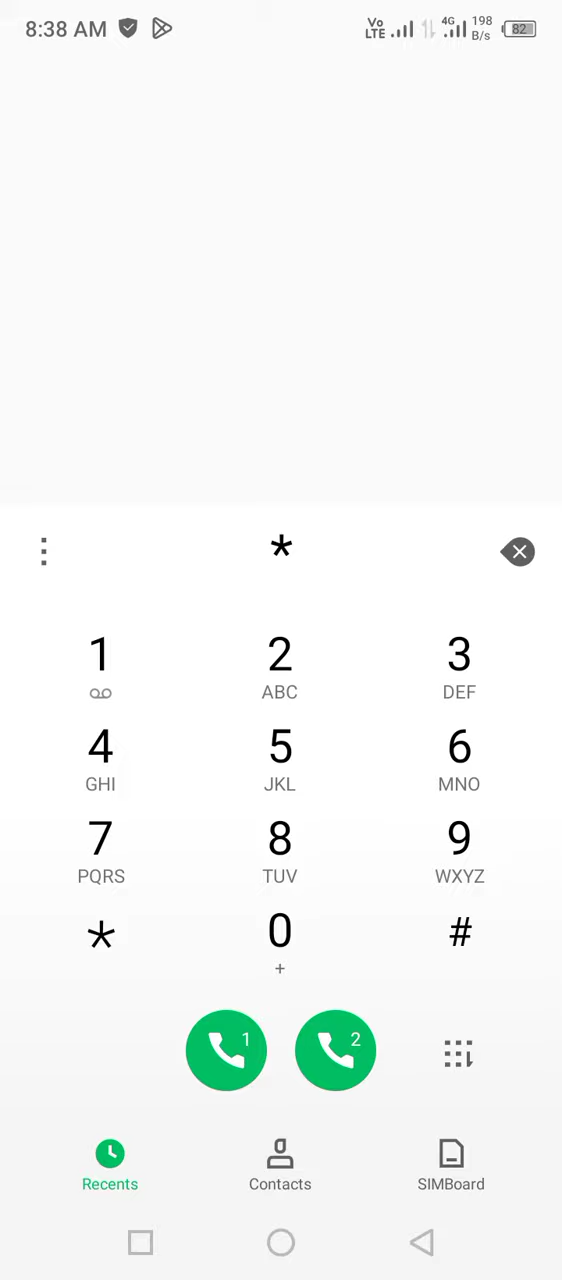 8:38 AM Vo LTE 4G 198 B/s 82
*
1 2 3
ABC DEF
4 5 6
GHI JKL MNO
7 8 9
PQRS TUV WXYZ
* 0 #
+
1 2
Recents Contacts SIMBoard